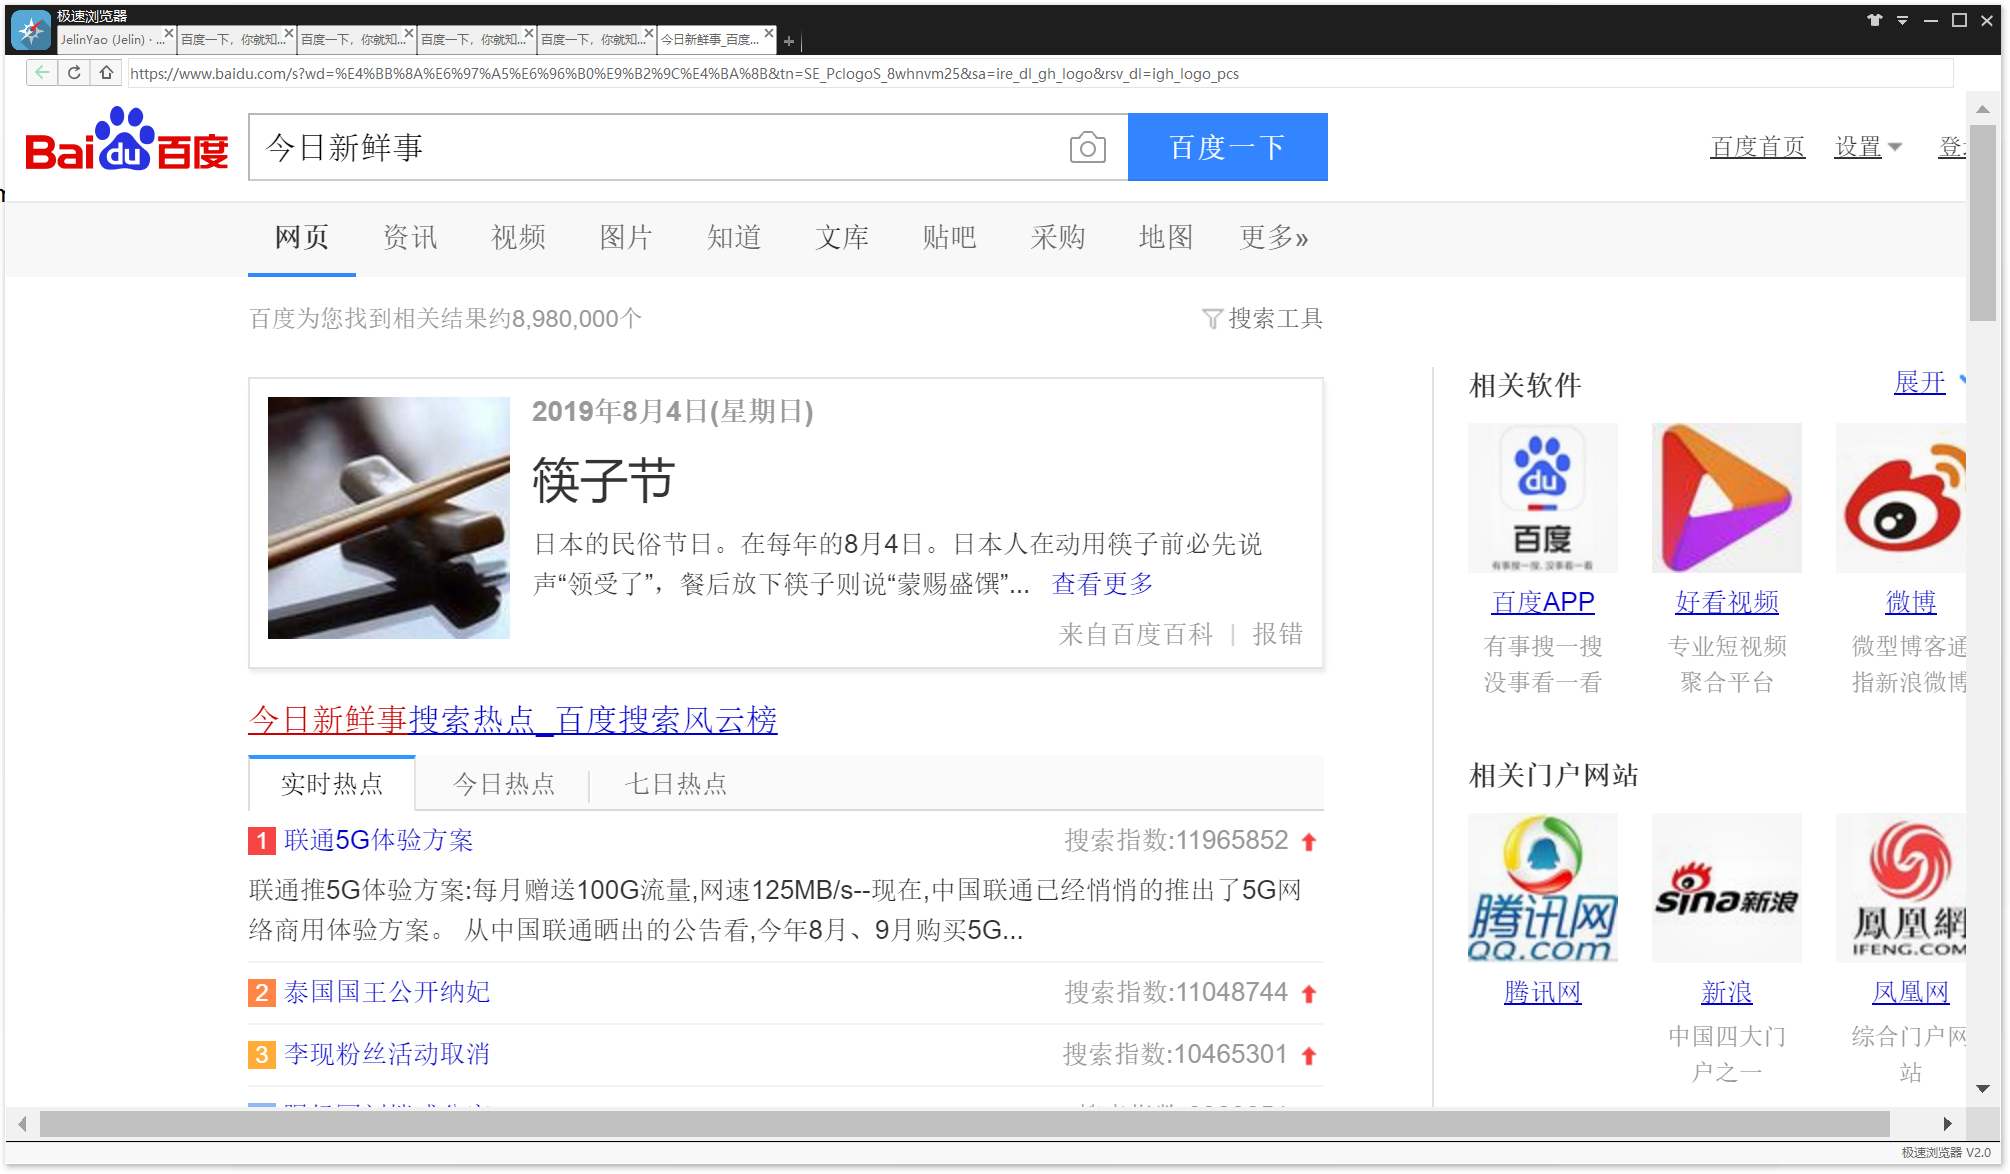 极速浏览器
JelinYao (Jelin) · ...
百度一下，你就知...
百度一下，你就知...
百度一下，你就知...
百度一下，你就知...
今日新鲜事_百度...
https://www.baidu.com/s?wd=%E4%BB%8A%E6%97%A5%E6%96%B0%E9%B2%9C%E4%BA%8B&tn=SE_PclogoS_8whnvm25&sa=ire_dl_gh_logo&rsv_dl=igh_logo_pcs
Bai du 百度
今日新鲜事
百度一下
百度首页 设置
网页 资讯 视频 图片 知道 文库 贴吧 采购 地图 更多»
百度为您找到相关结果约8,980,000个
搜索工具
2019年8月4日(星期日)
筷子节
日本的民俗节日。在每年的8月4日。日本人在动用筷子前必先说
声“领受了”，餐后放下筷子则说“蒙赐盛馔”... 查看更多
来自百度百科 | 报错
今日新鲜事搜索热点_百度搜索风云榜
实时热点 今日热点 七日热点
1 联通5G体验方案 搜索指数:11965852
联通推5G体验方案:每月赠送100G流量,网速125MB/s--现在,中国联通已经悄悄的推出了5G网
络商用体验方案。 从中国联通晒出的公告看,今年8月、9月购买5G...
2 泰国国王公开纳妃 搜索指数:11048744
3 李现粉丝活动取消 搜索指数:10465301
相关软件 展开
du
百度
有事搜一搜,没事看一看
百度APP 好看视频 微博
有事搜一搜 专业短视频 微型博客通
没事看一看 聚合平台 指新浪微博
相关门户网站
腾讯网
QQ.com
sina新浪
鳳凰網
IFENG.COM
腾讯网 新浪 凤凰网
中国四大门 综合门户网
户之一 站
极速浏览器 V2.0